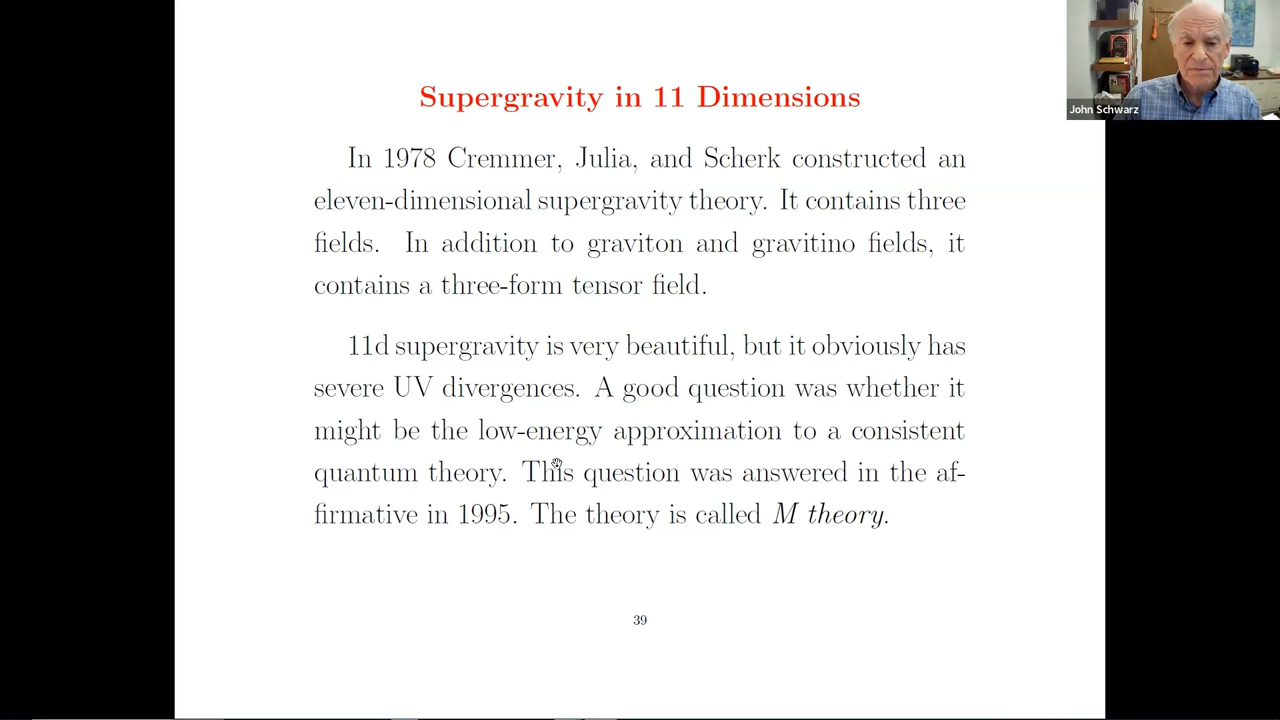 Supergravity in 11 Dimensions
In 1978 Cremmer, Julia, and Scherk constructed an
eleven-dimensional supergravity theory. It contains three
fields. In addition to graviton and gravitino fields, it
contains a three-form tensor field.
11d supergravity is very beautiful, but it obviously has
severe UV divergences. A good question was whether it
might be the low-energy approximation to a consistent
quantum theory. This question was answered in the af-
firmative in 1995. The theory is called M theory.
39
John Schwarz